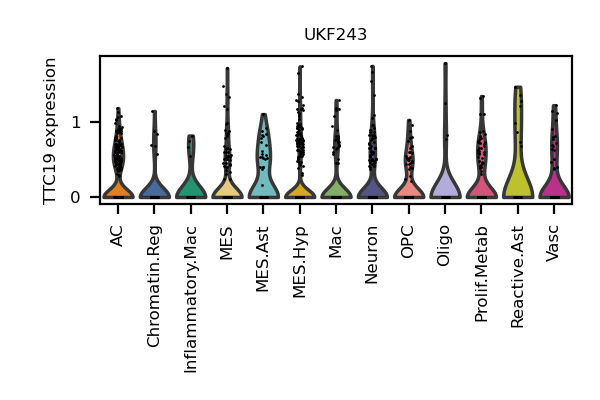 UKF243
TTC19 expression
1
0
AC
Chromatin.Reg
Inflammatory.Mac
MES
MES.Ast
MES.Hyp
Mac
Neuron
OPC
Oligo
Prolif.Metab
Reactive.Ast
Vasc